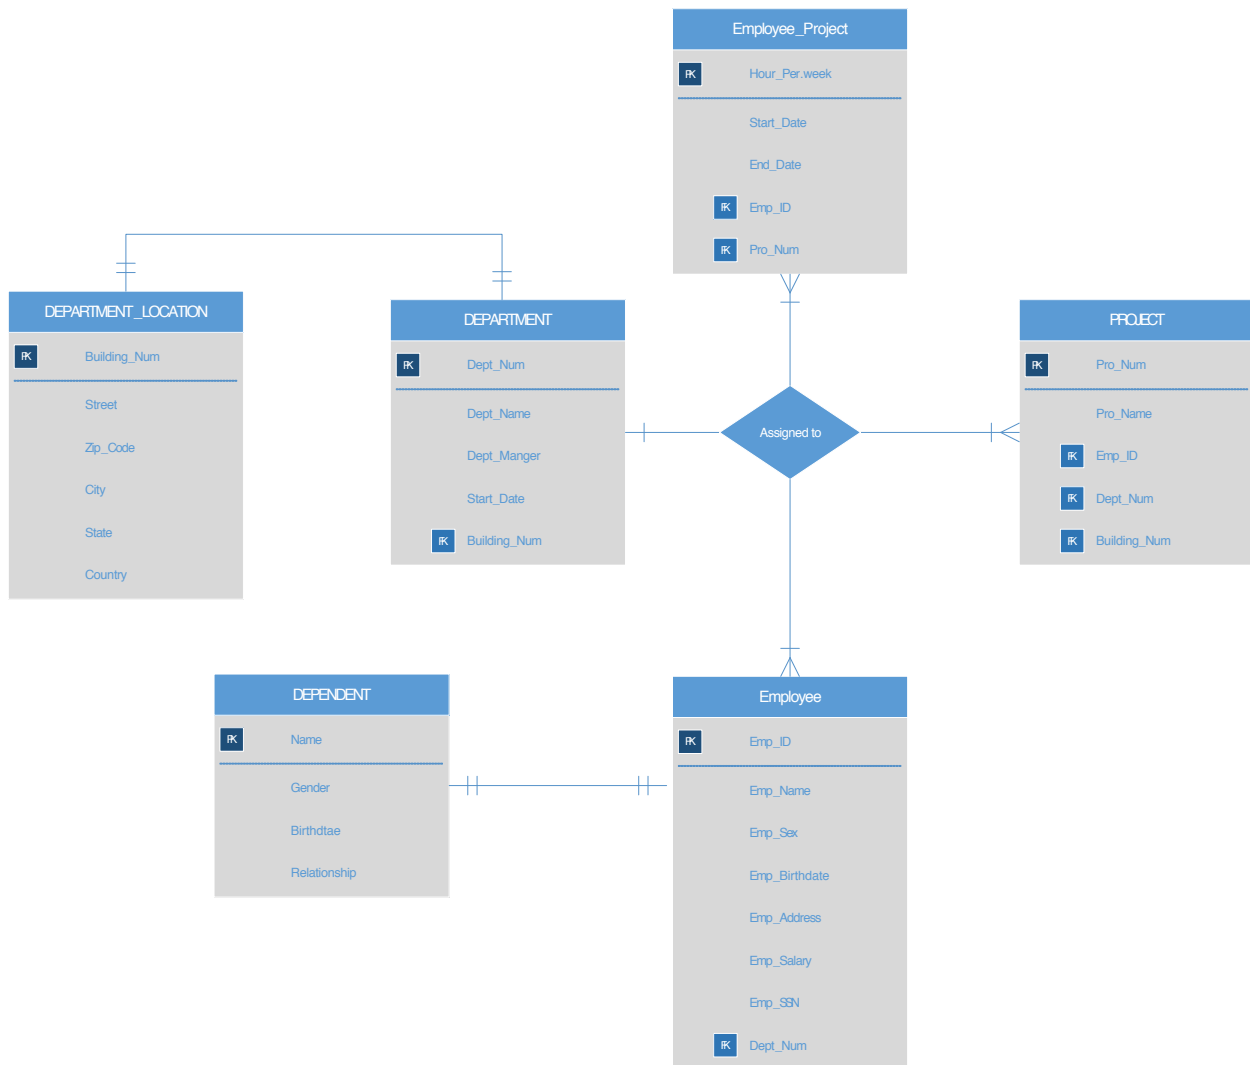 Employee_Project
PK Hour_Per.week
Start_Date
End_Date
FK Emp_ID
FK Pro_Num
DEPARTMENT_LOCATION
PK Building_Num
Street
Zip_Code
City
State
Country
DEPARTMENT
PK Dept_Num
Dept_Name
Dept_Manger
Start_Date
FK Building_Num
Assigned to
PROJECT
PK Pro_Num
Pro_Name
FK Emp_ID
FK Dept_Num
FK Building_Num
DEPENDENT
PK Name
Gender
Birthdtae
Relationship
Employee
PK Emp_ID
Emp_Name
Emp_Sex
Emp_Birthdate
Emp_Address
Emp_Salary
Emp_SSN
FK Dept_Num